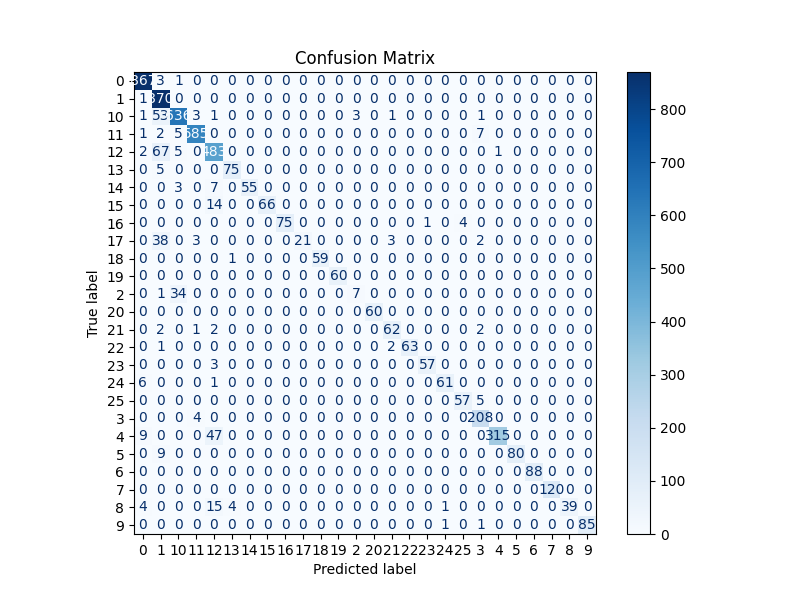 Confusion Matrix
0 867 3 1 0 0 0 0 0 0 0 0 0 0 0 0 0 0 0 0 0 0 0 0 0 0 0
1 1 870 0 0 0 0 0 0 0 0 0 0 0 0 0 0 0 0 0 0 0 0 0 0 0 0
10 1 53 636 3 1 0 0 0 0 0 0 0 3 0 1 0 0 0 0 1 0 0 0 0 0 0
11 1 2 5 585 0 0 0 0 0 0 0 0 0 0 0 0 0 0 0 7 0 0 0 0 0 0
12 2 67 5 0 483 0 0 0 0 0 0 0 0 0 0 0 0 0 0 0 1 0 0 0 0 0
13 0 5 0 0 0 75 0 0 0 0 0 0 0 0 0 0 0 0 0 0 0 0 0 0 0 0
14 0 0 3 0 7 0 55 0 0 0 0 0 0 0 0 0 0 0 0 0 0 0 0 0 0 0
15 0 0 0 0 14 0 0 66 0 0 0 0 0 0 0 0 0 0 0 0 0 0 0 0 0 0
16 0 0 0 0 0 0 0 0 75 0 0 0 0 0 0 0 1 0 4 0 0 0 0 0 0 0
17 0 38 0 3 0 0 0 0 0 21 0 0 0 0 3 0 0 0 0 2 0 0 0 0 0 0
18 0 0 0 0 0 1 0 0 0 0 59 0 0 0 0 0 0 0 0 0 0 0 0 0 0 0
19 0 0 0 0 0 0 0 0 0 0 0 60 0 0 0 0 0 0 0 0 0 0 0 0 0 0
2 0 1 34 0 0 0 0 0 0 0 0 0 7 0 0 0 0 0 0 0 0 0 0 0 0 0
20 0 0 0 0 0 0 0 0 0 0 0 0 0 60 0 0 0 0 0 0 0 0 0 0 0 0
21 0 2 0 1 2 0 0 0 0 0 0 0 0 0 62 0 0 0 0 2 0 0 0 0 0 0
22 0 1 0 0 0 0 0 0 0 0 0 0 0 0 2 63 0 0 0 0 0 0 0 0 0 0
23 0 0 0 0 3 0 0 0 0 0 0 0 0 0 0 0 57 0 0 0 0 0 0 0 0 0
24 6 0 0 0 1 0 0 0 0 0 0 0 0 0 0 0 0 61 0 0 0 0 0 0 0 0
25 0 0 0 0 0 0 0 0 0 0 0 0 0 0 0 0 0 0 57 5 0 0 0 0 0 0
3 0 0 0 4 0 0 0 0 0 0 0 0 0 0 0 0 0 0 0 208 0 0 0 0 0 0
4 9 0 0 0 47 0 0 0 0 0 0 0 0 0 0 0 0 0 0 0 315 0 0 0 0 0
5 0 9 0 0 0 0 0 0 0 0 0 0 0 0 0 0 0 0 0 0 0 80 0 0 0 0
6 0 0 0 0 0 0 0 0 0 0 0 0 0 0 0 0 0 0 0 0 0 0 88 0 0 0
7 0 0 0 0 0 0 0 0 0 0 0 0 0 0 0 0 0 0 0 0 0 0 0 120 0 0
8 4 0 0 0 15 4 0 0 0 0 0 0 0 0 0 0 0 1 0 0 0 0 0 0 39 0
9 0 0 0 0 0 0 0 0 0 0 0 0 0 0 0 0 0 1 0 1 0 0 0 0 0 85
0 1 10 11 12 13 14 15 16 17 18 19 2 20 21 22 23 24 25 3 4 5 6 7 8 9
Predicted label
True label
800
700
600
500
400
300
200
100
0